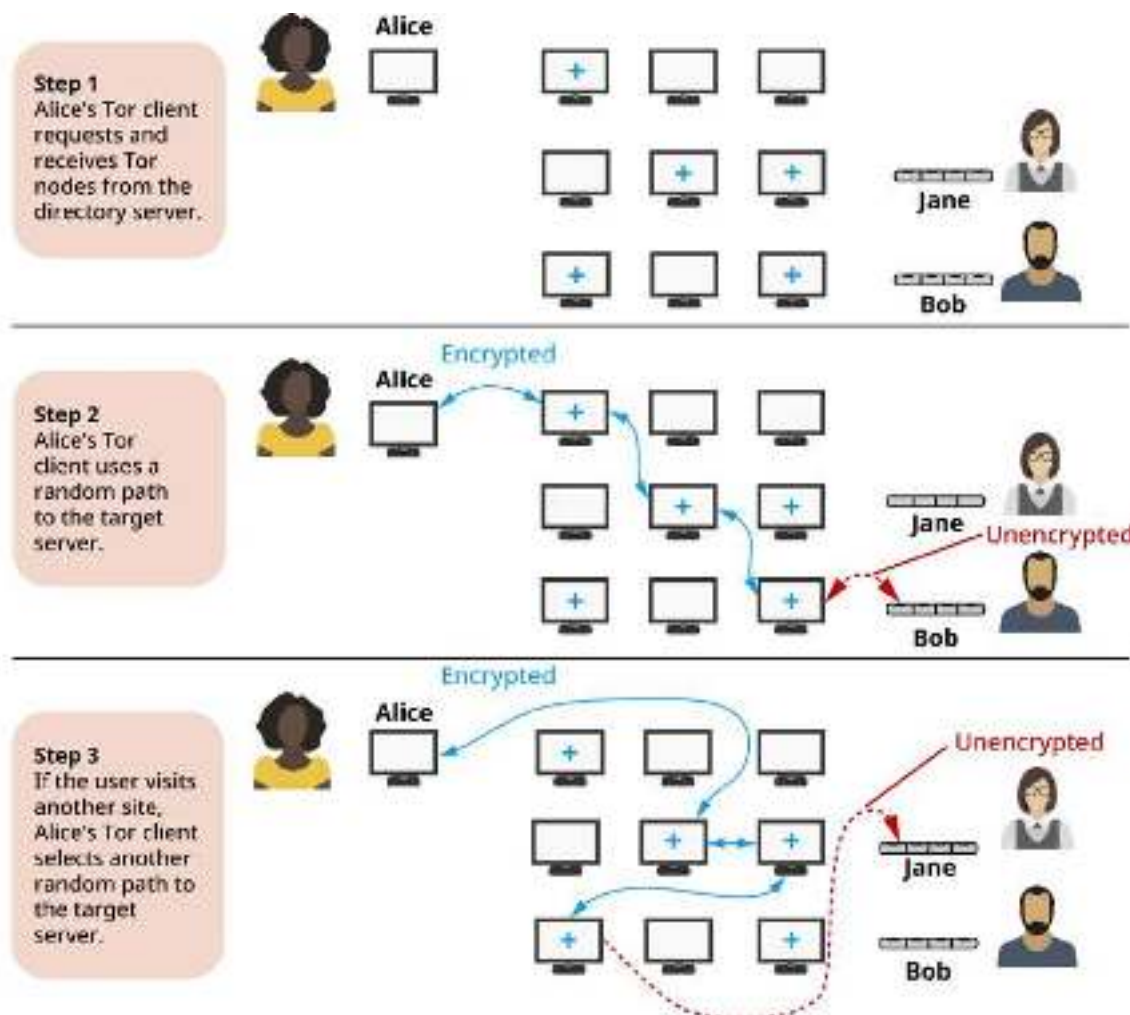 Alice
Step 1
Alice's Tor client
requests and
receives Tor
nodes from the
directory server.
Jane
Bob
Encrypted
Alice
Step 2
Alice's Tor
client uses a
random path
to the target
server.
Jane
Unencrypted
Bob
Encrypted
Alice
Step 3
If the user visits
another site,
Alice's Tor client
selects another
random path to
the target
server.
Unencrypted
Jane
Bob